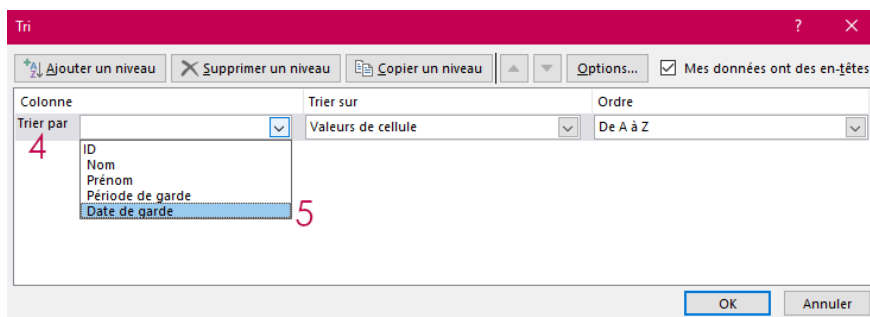 Tri ? ×
Ajouter un niveau Supprimer un niveau Copier un niveau Options... Mes données ont des en-têtes
Colonne Trier sur Ordre
Trier par Valeurs de cellule De A à Z
4
ID
Nom
Prénom
Période de garde
Date de garde 5
OK Annuler